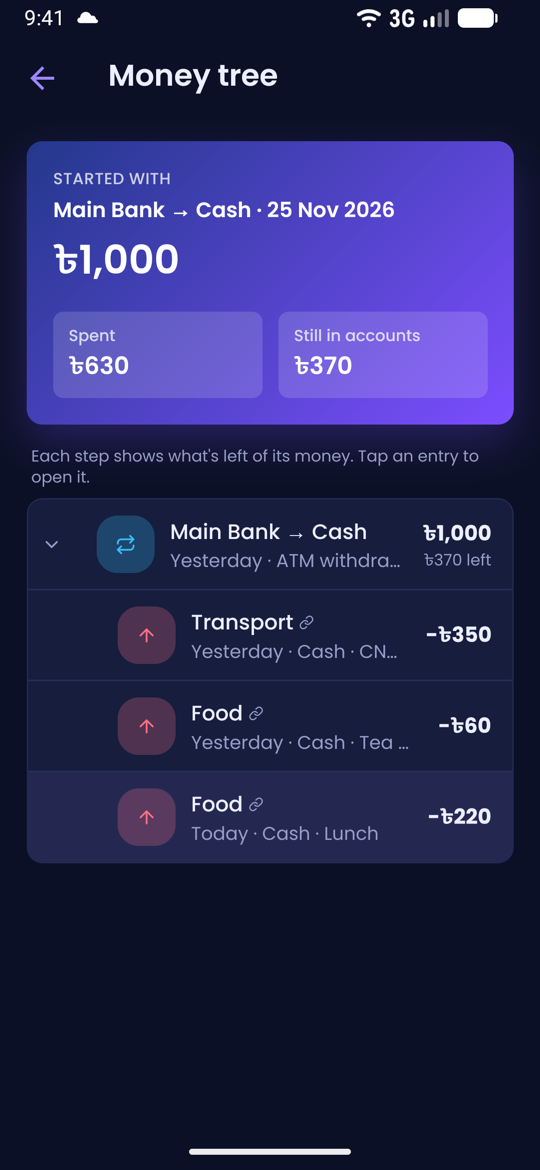 9:41
3G
Money tree
STARTED WITH
Main Bank → Cash · 25 Nov 2026
৳1,000
Spent
৳630
Still in accounts
৳370
Each step shows what's left of its money. Tap an entry to
open it.
Main Bank → Cash
৳1,000
Yesterday · ATM withdra...
৳370 left
Transport
Yesterday · Cash · CN...
-৳350
Food
Yesterday · Cash · Tea ...
-৳60
Food
Today · Cash · Lunch
-৳220